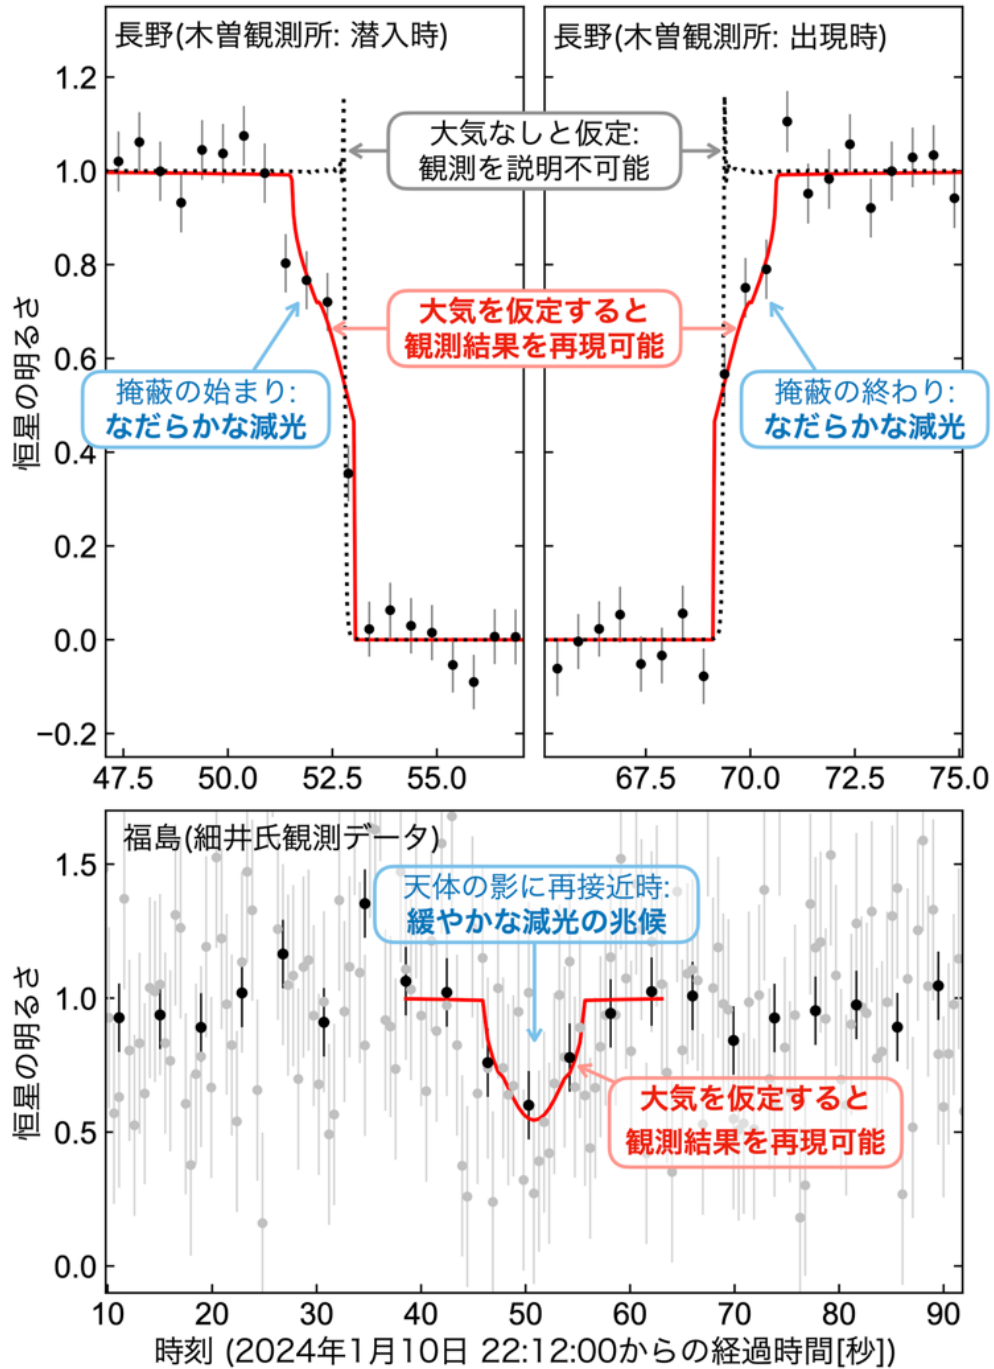 長野(木曽観測所: 潜入時)
長野(木曽観測所: 出現時)
1.2
1.0
0.8
0.6
0.4
0.2
0.0
−0.2
恒星の明るさ
大気なしと仮定:
観測を説明不可能
大気を仮定すると
観測結果を再現可能
掩蔽の始まり:
なだらかな減光
掩蔽の終わり:
なだらかな減光
47.5 50.0 52.5 55.0
67.5 70.0 72.5 75.0
福島(細井氏観測データ)
1.5
1.0
0.5
0.0
恒星の明るさ
天体の影に再接近時:
緩やかな減光の兆候
大気を仮定すると
観測結果を再現可能
10 20 30 40 50 60 70 80 90
時刻 (2024年1月10日 22:12:00からの経過時間[秒])